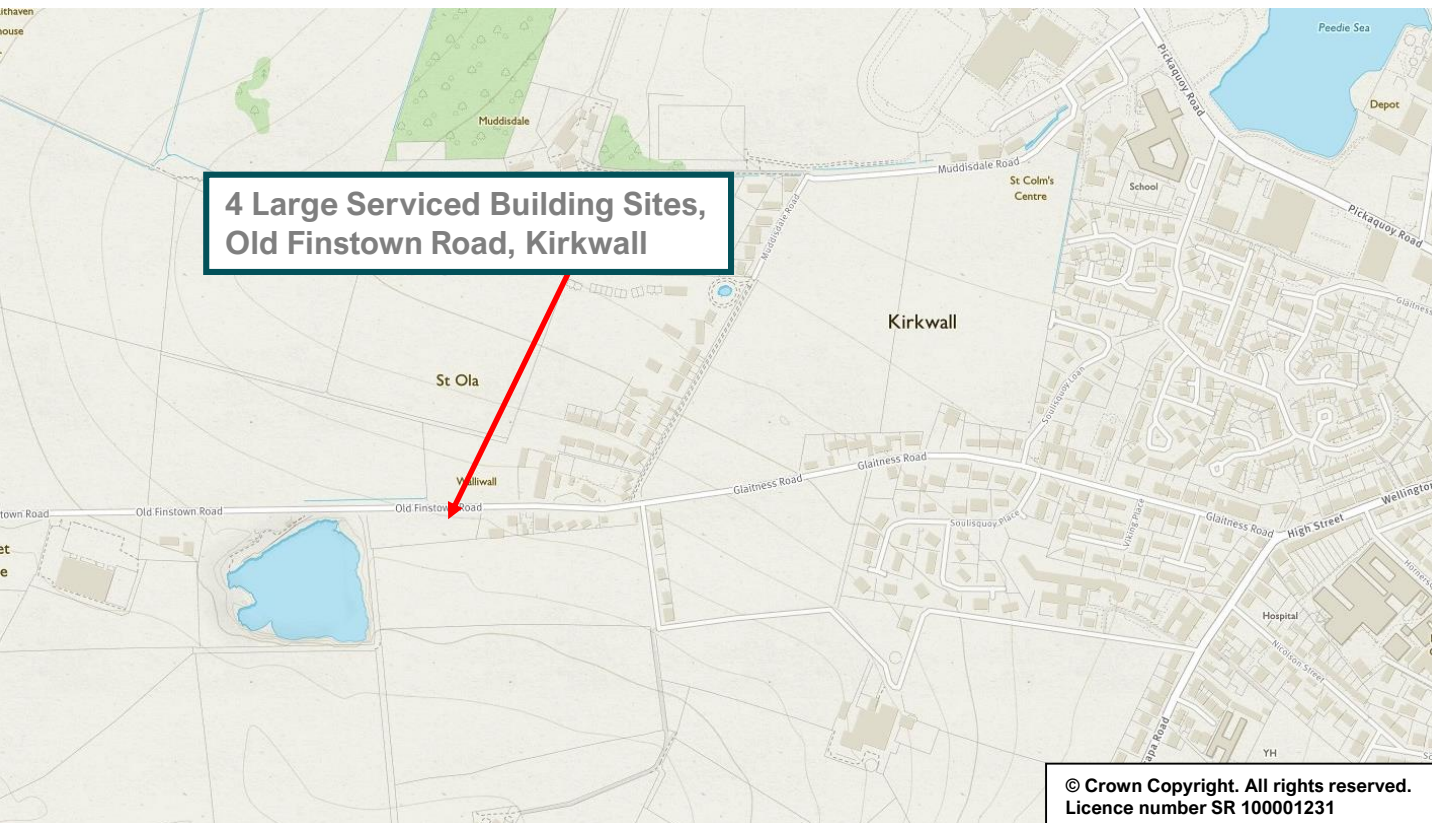 Peedie Sea
Pickaquoy Road
Depot
Muddisdale
Muddisdale Road
St Colm's
Centre
School
4 Large Serviced Building Sites,
Old Finstown Road, Kirkwall
Muddisdale Road
Pickaquoy Road
Kirkwall
St Ola
Soulisquoy Loan
Walliwall
Glaitness Road
Glaitness Road
Old Finstown Road
Old Finstown Road
Soulisquoy Place
Viking Place
Glaitness Road
High Street
Wellington
Hospital
Nicolson Street
YH
© Crown Copyright. All rights reserved.
Licence number SR 100001231